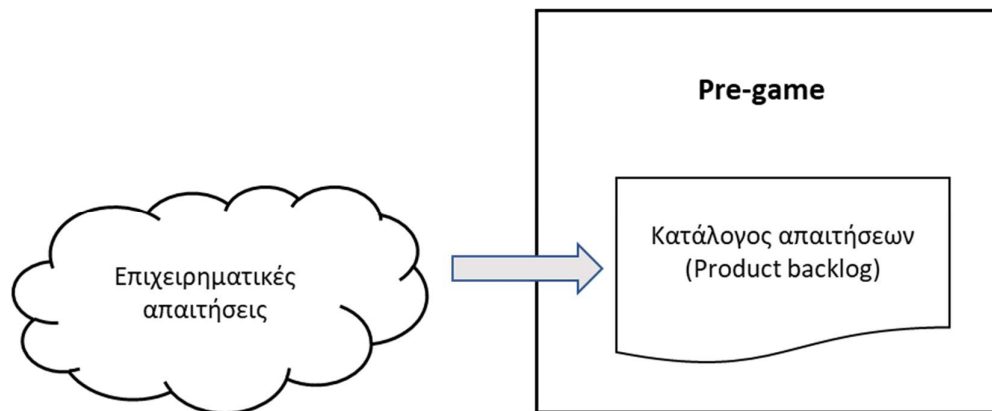 Pre-game
Επιχειρηματικές
απαιτήσεις
Κατάλογος απαιτήσεων
(Product backlog)